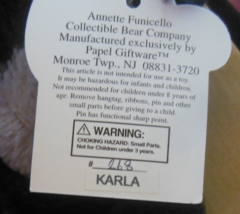 Annette Funicello
Collectible Bear Company
Manufactured exclusively by
Papel Giftware™
Monroe Twp., NJ 08831-3720
This article is not intended for use as a toy.
It may be hazardous for infants and children.
Not recommended for children under 8 years of
age. Remove hangtag, ribbons, pin and other
small parts before giving to a child.
Pin has functional sharp point.
⚠ WARNING:
CHOKING HAZARD: Small Parts.
Not for Children under 3 years.
# 268
KARLA